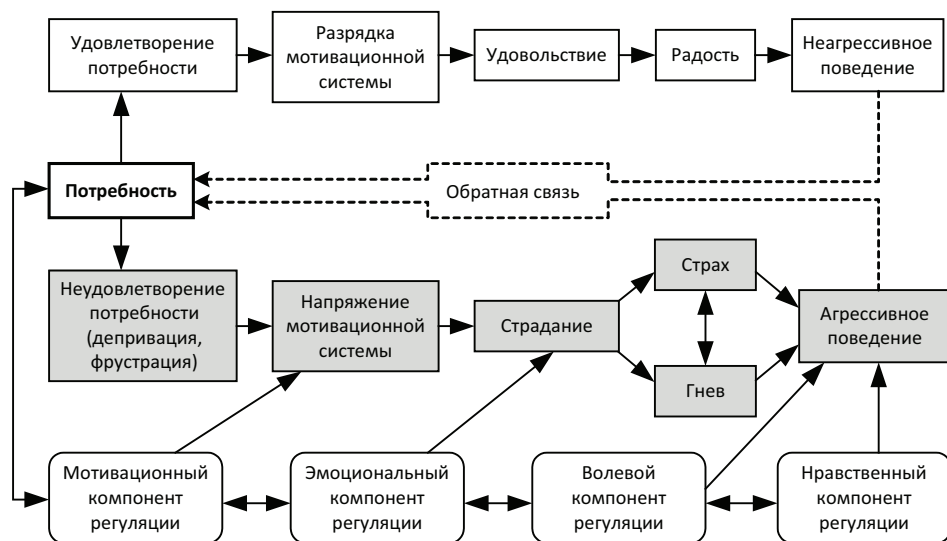 Удовлетворение
потребности
Разрядка
мотивационной
системы
Удовольствие
Радость
Неагрессивное
поведение
Потребность
Обратная связь
Неудовлетворение
потребности
(депривация,
фрустрация)
Напряжение
мотивационной
системы
Страдание
Страх
Гнев
Агрессивное
поведение
Мотивационный
компонент
регуляции
Эмоциональный
компонент
регуляции
Волевой
компонент
регуляции
Нравственный
компонент
регуляции